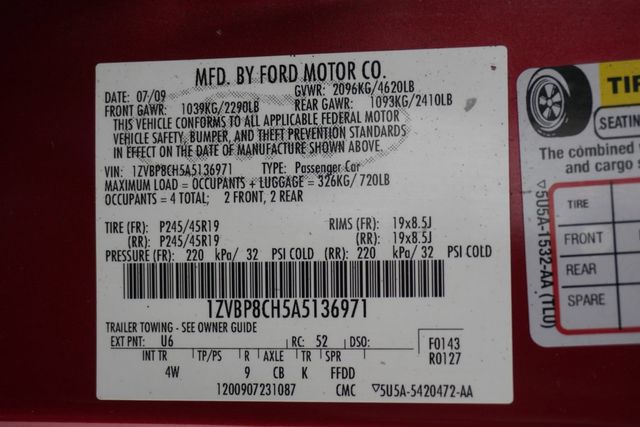 MFD. BY FORD MOTOR CO.
DATE: 07/09
GVWR: 2096KG/4620LB
FRONT GAWR: 1039KG/2290LB
REAR GAWR: 1093KG/2410LB
THIS VEHICLE CONFORMS TO ALL APPLICABLE FEDERAL MOTOR
VEHICLE SAFETY, BUMPER, AND THEFT PREVENTION STANDARDS
IN EFFECT ON THE DATE OF MANUFACTURE SHOWN ABOVE.
VIN: 1ZVBP8CH5A5136971 TYPE: Passenger Car
MAXIMUM LOAD = OCCUPANTS + LUGGAGE = 326KG/720LB
OCCUPANTS = 4 TOTAL; 2 FRONT, 2 REAR
TIRE (FR): P245/45R19 RIMS (FR): 19x8.5J
(RR): P245/45R19 (RR): 19x8.5J
PRESSURE (FR): 220 kPa/ 32 PSI COLD (RR): 220 kPa/ 32 PSI COLD
1ZVBP8CH5A5136971
TRAILER TOWING - SEE OWNER GUIDE
EXT PNT: U6 RC: 52 DSO:
F0143
R0127
INT TR TP/PS R AXLE TR SPR
4W 9 CB K FFDD
1200907231087 CMC ▽5U5A-5420472-AA
TIR
SEATIN
The combined
and cargo s
TIRE
FRONT
REAR
SPARE
▽5U5A-1532-AA (TL0)